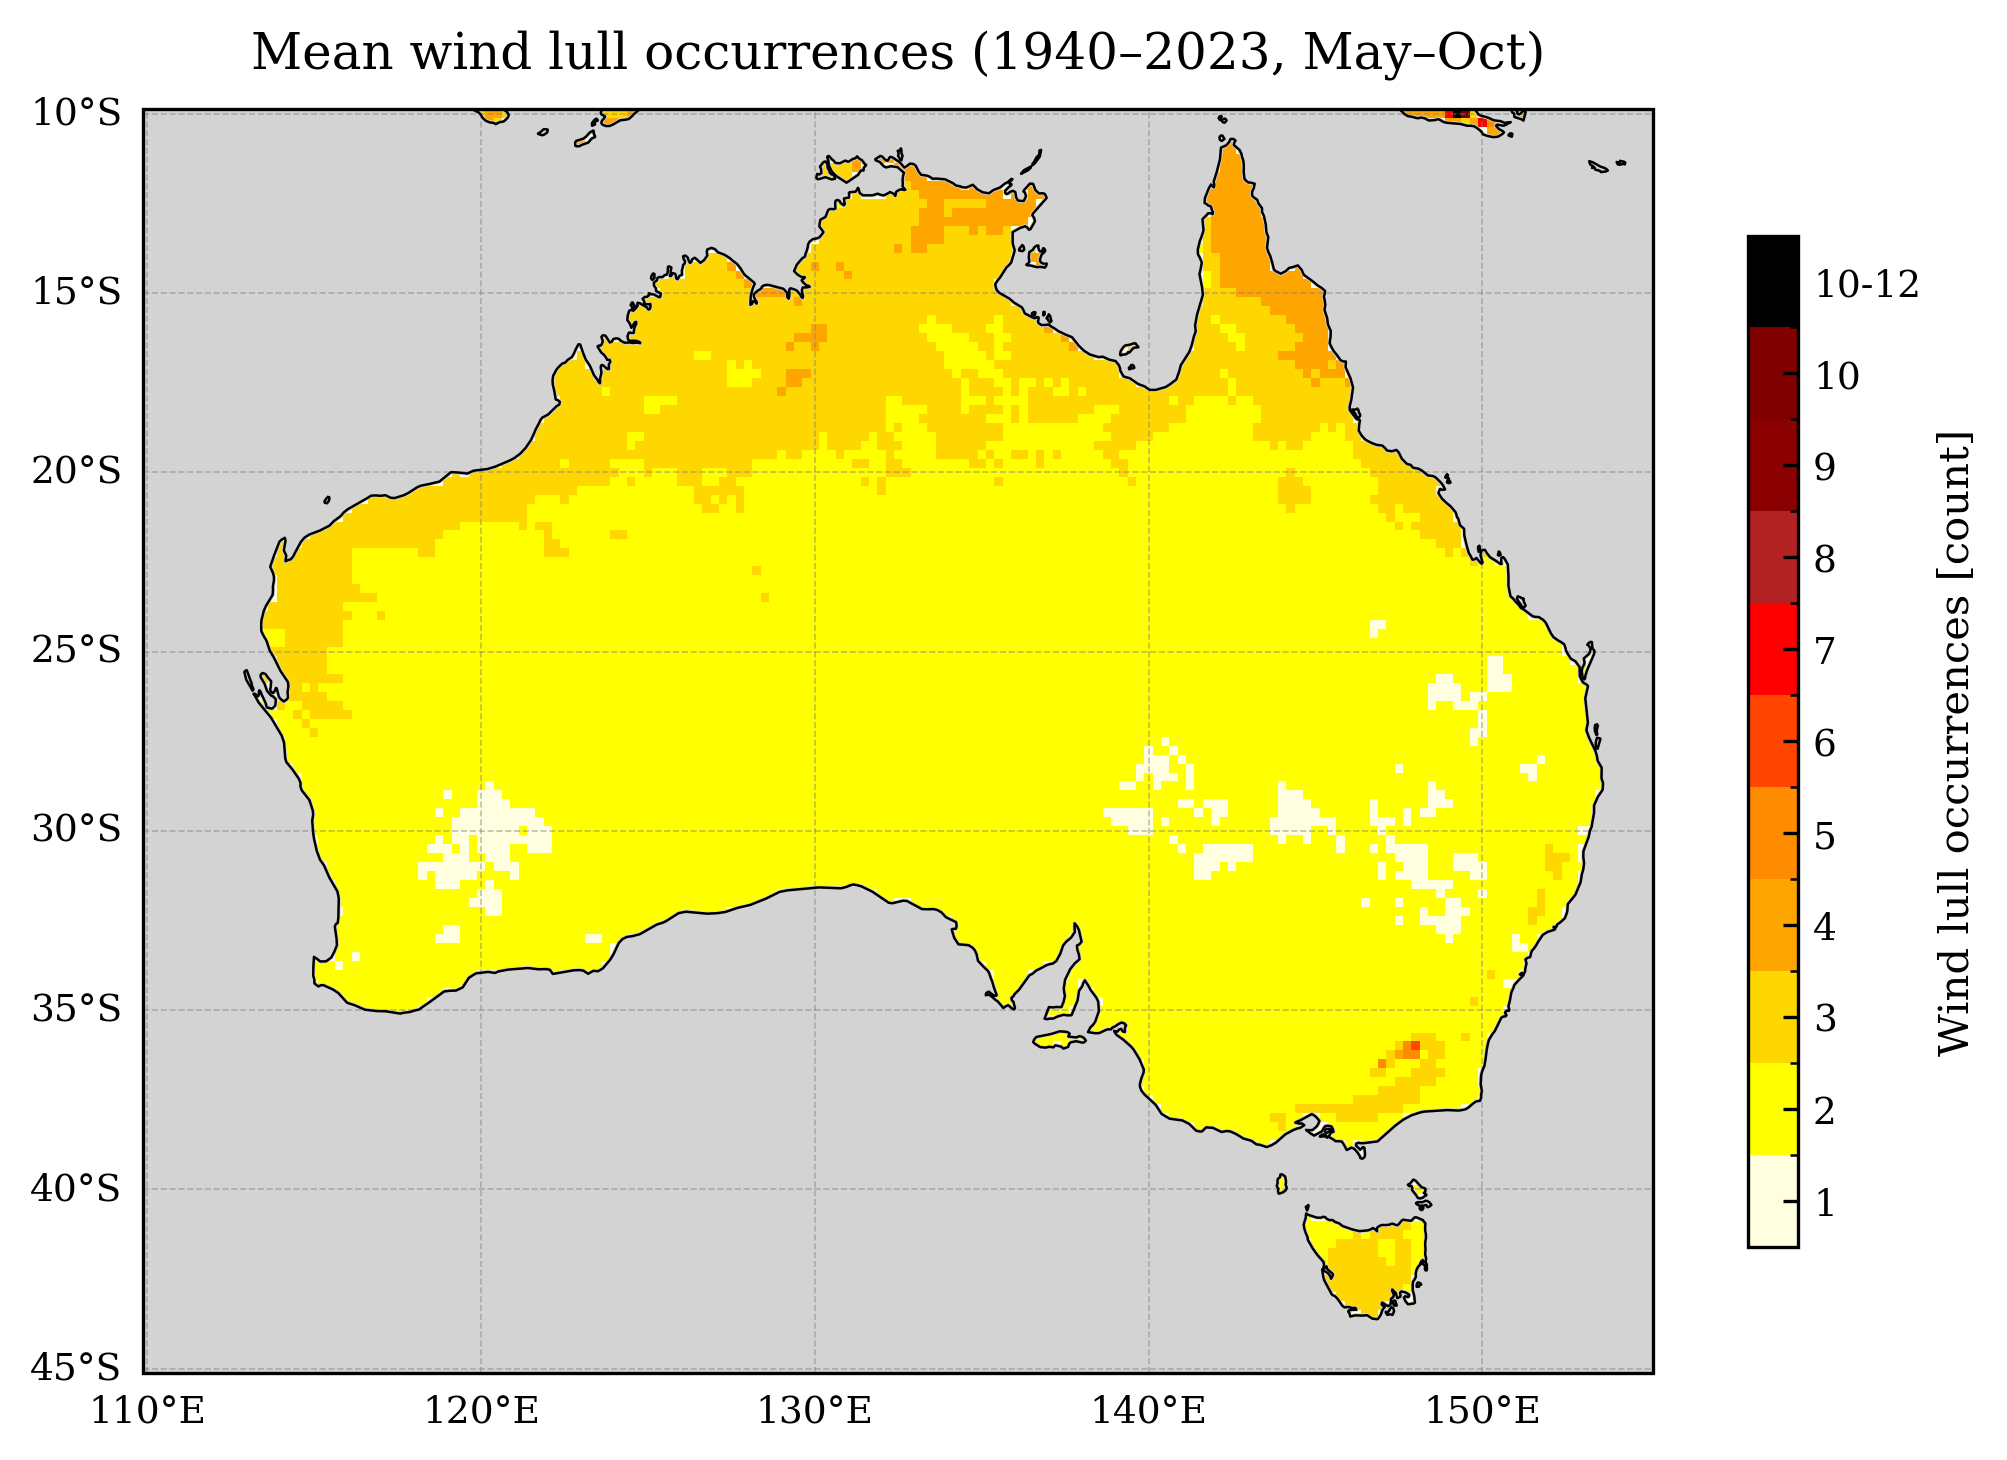 Mean wind lull occurrences (1940–2023, May–Oct)
10°S
15°S
20°S
25°S
30°S
35°S
40°S
45°S
110°E
120°E
130°E
140°E
150°E
10-12
10
9
8
7
6
5
4
3
2
1
Wind lull occurrences [count]